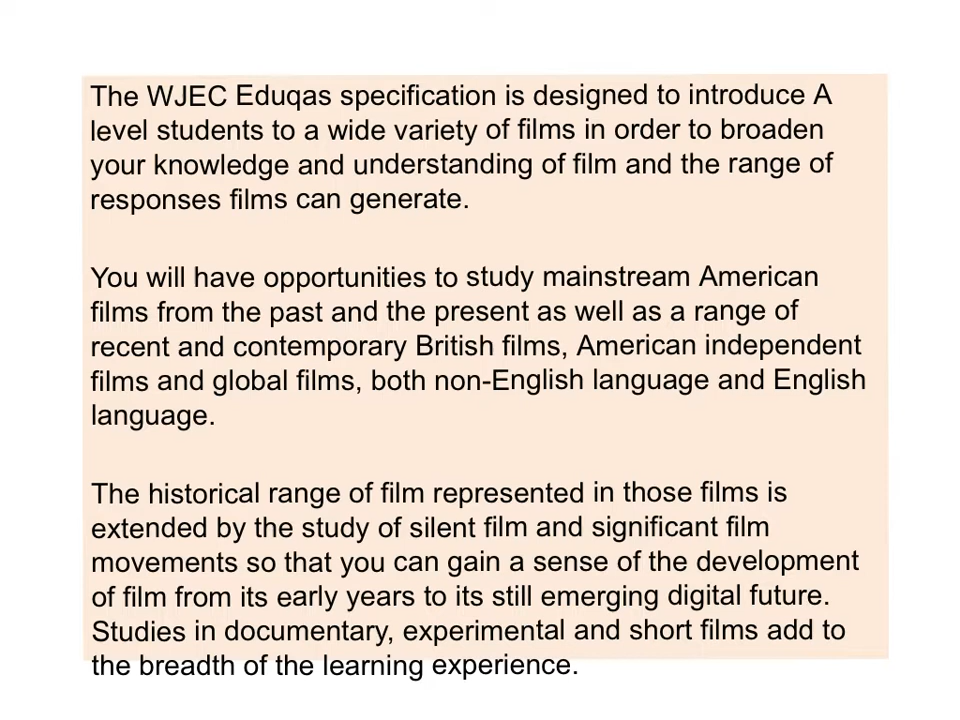 The WJEC Eduqas specification is designed to introduce A
level students to a wide variety of films in order to broaden
your knowledge and understanding of film and the range of
responses films can generate.
You will have opportunities to study mainstream American
films from the past and the present as well as a range of
recent and contemporary British films, American independent
films and global films, both non-English language and English
language.
The historical range of film represented in those films is
extended by the study of silent film and significant film
movements so that you can gain a sense of the development
of film from its early years to its still emerging digital future.
Studies in documentary, experimental and short films add to
the breadth of the learning experience.